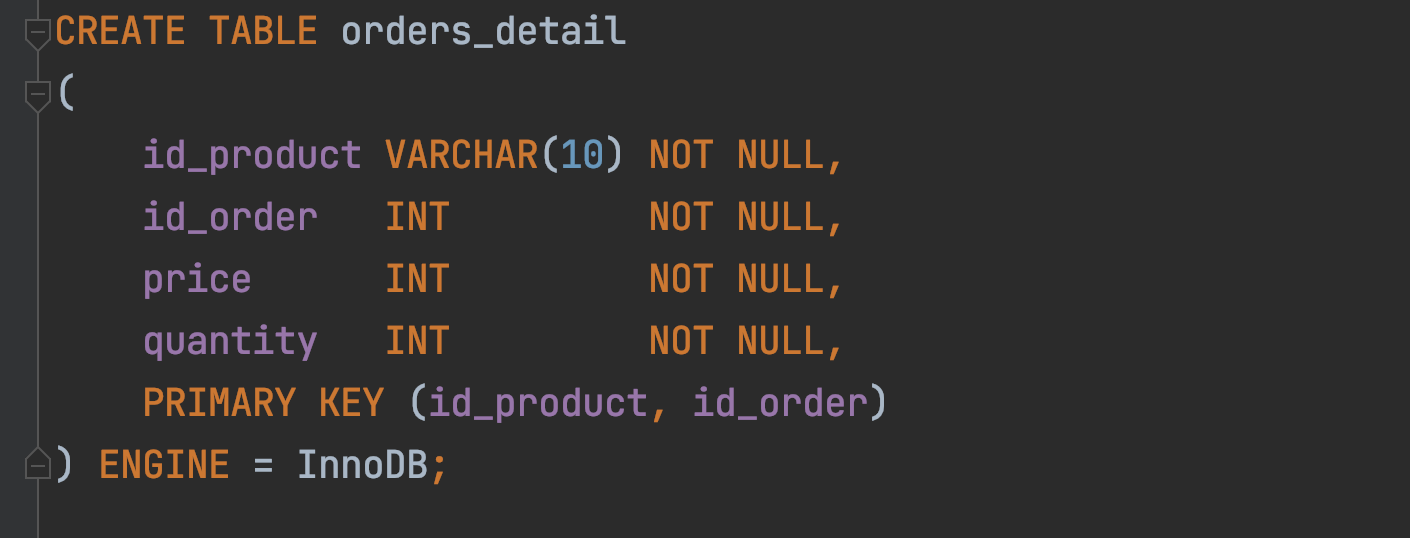 CREATE TABLE orders_detail
(
    id_product VARCHAR(10) NOT NULL,
    id_order   INT         NOT NULL,
    price      INT         NOT NULL,
    quantity   INT         NOT NULL,
    PRIMARY KEY (id_product, id_order)
) ENGINE = InnoDB;